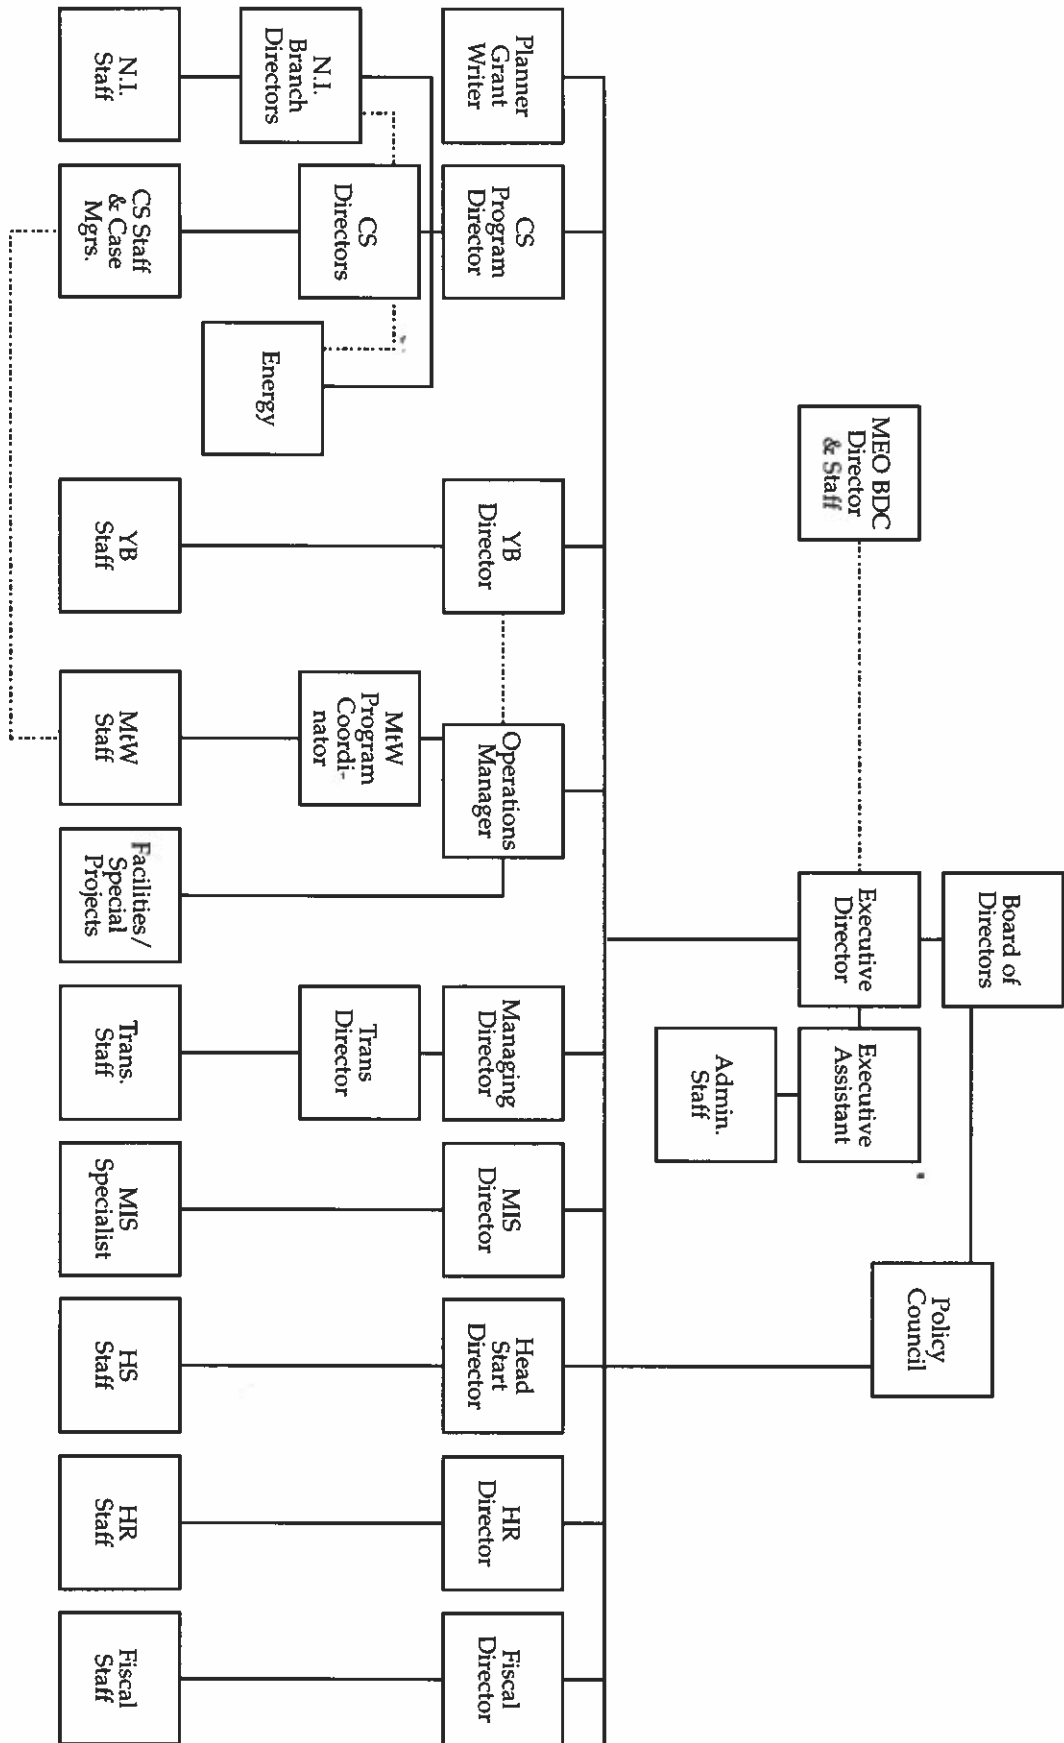 Board of
Directors
Policy
Council
MEO BDC
Director
& Staff
Executive
Director
Executive
Assistant
Admin.
Staff
Planner
Grant
Writer
CS
Program
Director
YB
Director
Operations
Manager
Managing
Director
MIS
Director
Head
Start
Director
HR
Director
Fiscal
Director
N.I.
Branch
Directors
CS
Directors
Energy
MtW
Program
Coordi-
nator
Trans
Director
N.I.
Staff
CS Staff
& Case
Mgrs.
YB
Staff
MtW
Staff
Facilities/
Special
Projects
Trans.
Staff
MIS
Specialist
HS
Staff
HR
Staff
Fiscal
Staff